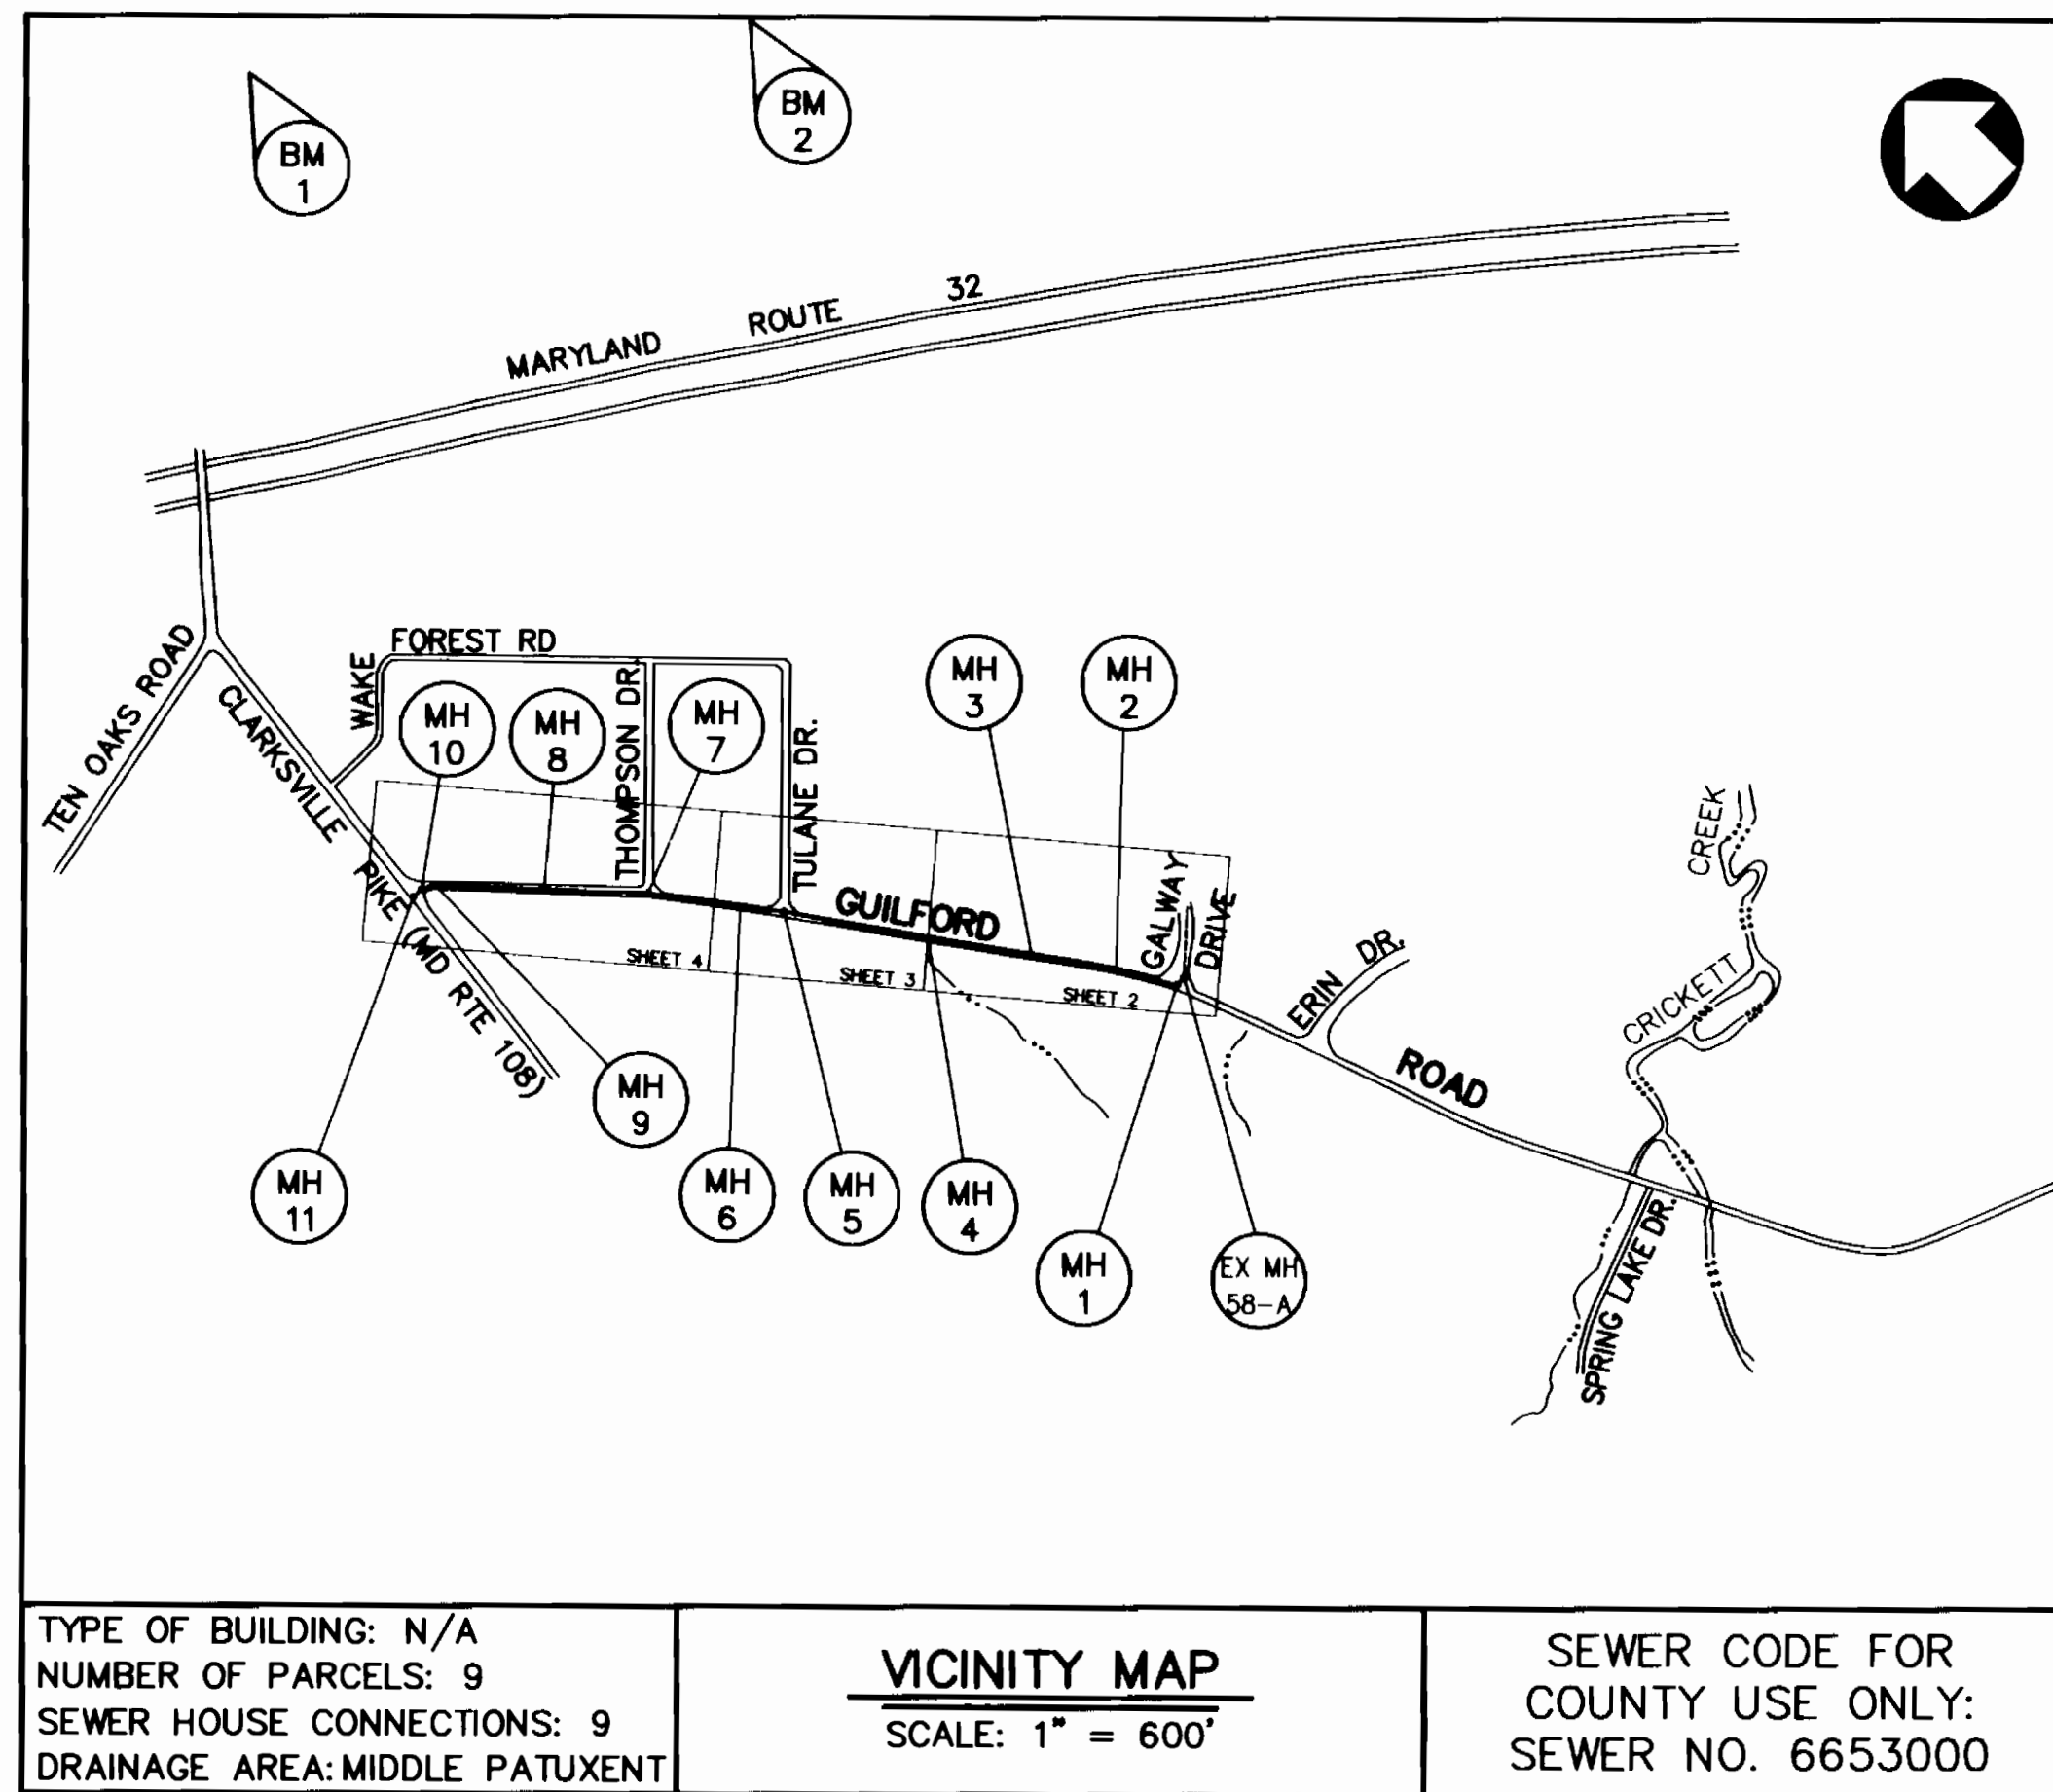 BM
1
BM
2
MARYLAND ROUTE 32
TEN OAKS ROAD
CLARKSVILLE PIKE (MD RTE 108)
WAKE FOREST RD
THOMPSON DR.
TULANE DR.
MH
10
MH
8
MH
7
MH
3
MH
2
GUILFORD ROAD
GALWAY DRIVE
ERIN DR.
CRICKETT CREEK
SPRING LAKE DR.
SHEET 4
SHEET 3
SHEET 2
MH
11
MH
9
MH
6
MH
5
MH
4
MH
1
EX MH
58-A
TYPE OF BUILDING: N/A
NUMBER OF PARCELS: 9
SEWER HOUSE CONNECTIONS: 9
DRAINAGE AREA: MIDDLE PATUXENT
VICINITY MAP
SCALE: 1" = 600'
SEWER CODE FOR
COUNTY USE ONLY:
SEWER NO. 6653000